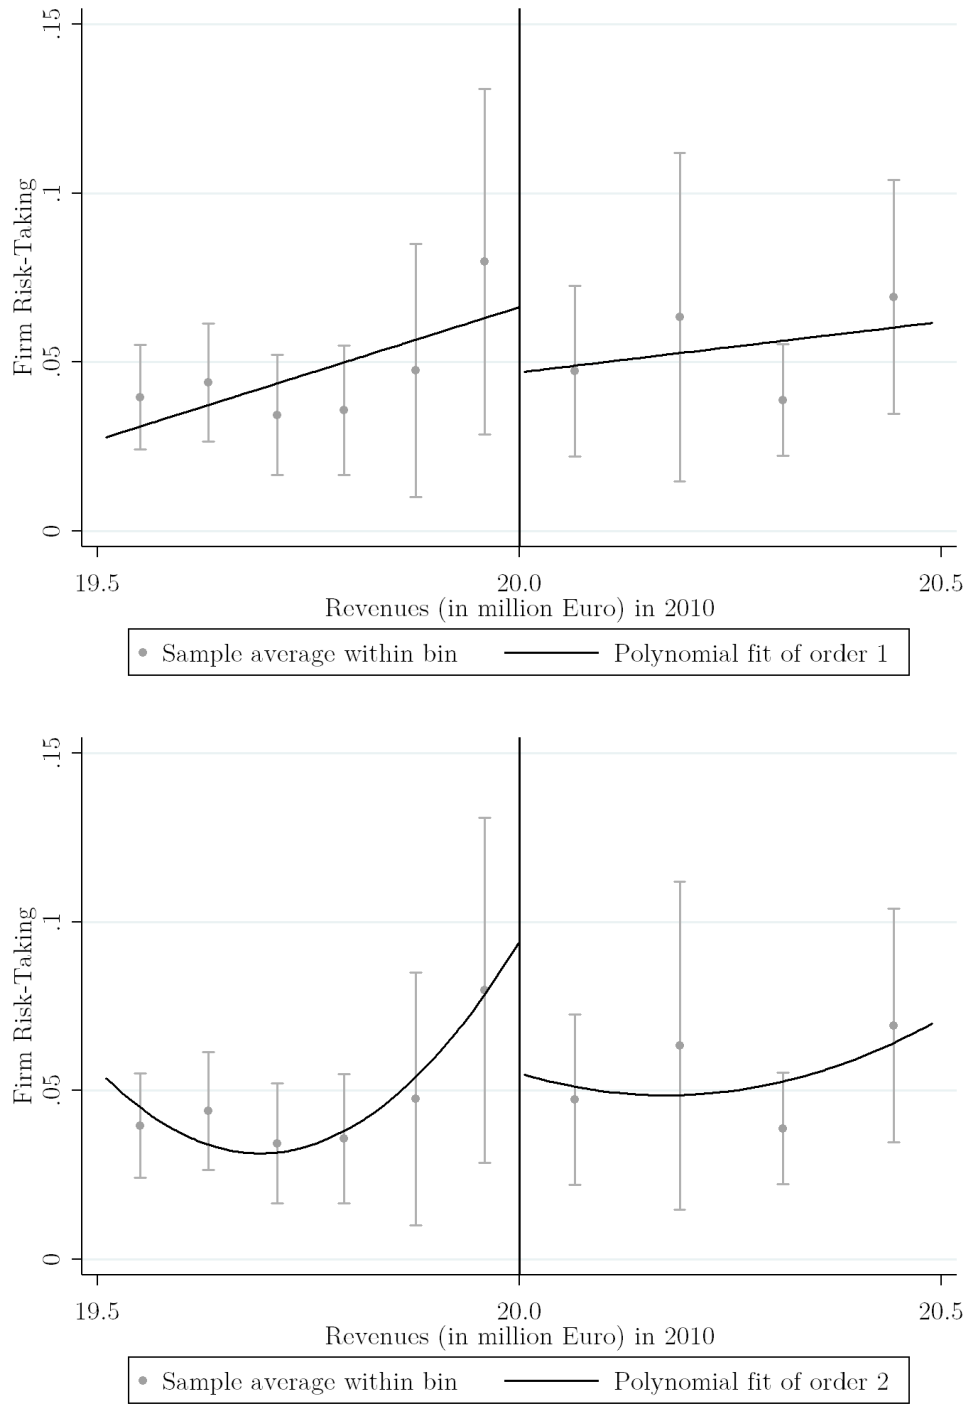 .15
.1
.05
0
Firm Risk-Taking
19.5 20.0 20.5
Revenues (in million Euro) in 2010
Sample average within bin Polynomial fit of order 1
.15
.1
.05
0
Firm Risk-Taking
19.5 20.0 20.5
Revenues (in million Euro) in 2010
Sample average within bin Polynomial fit of order 2